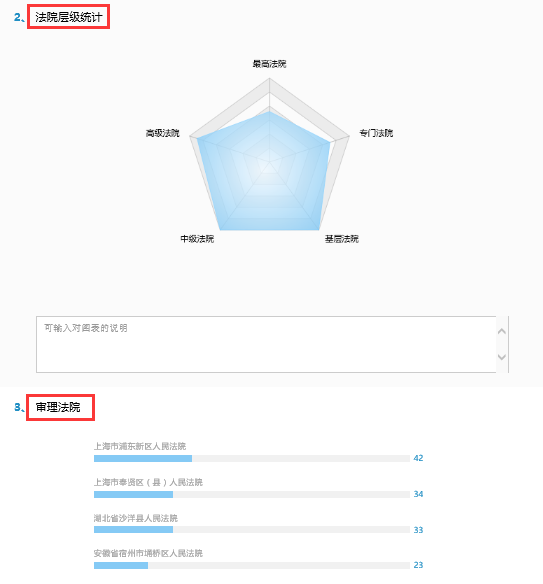 2、法院层级统计
最高法院
高级法院
专门法院
中级法院
基层法院
可输入对图表的说明
3、审理法院
上海市浦东新区人民法院
42
上海市奉贤区（县）人民法院
34
湖北省沙洋县人民法院
33
安徽省宿州市埇桥区人民法院
23